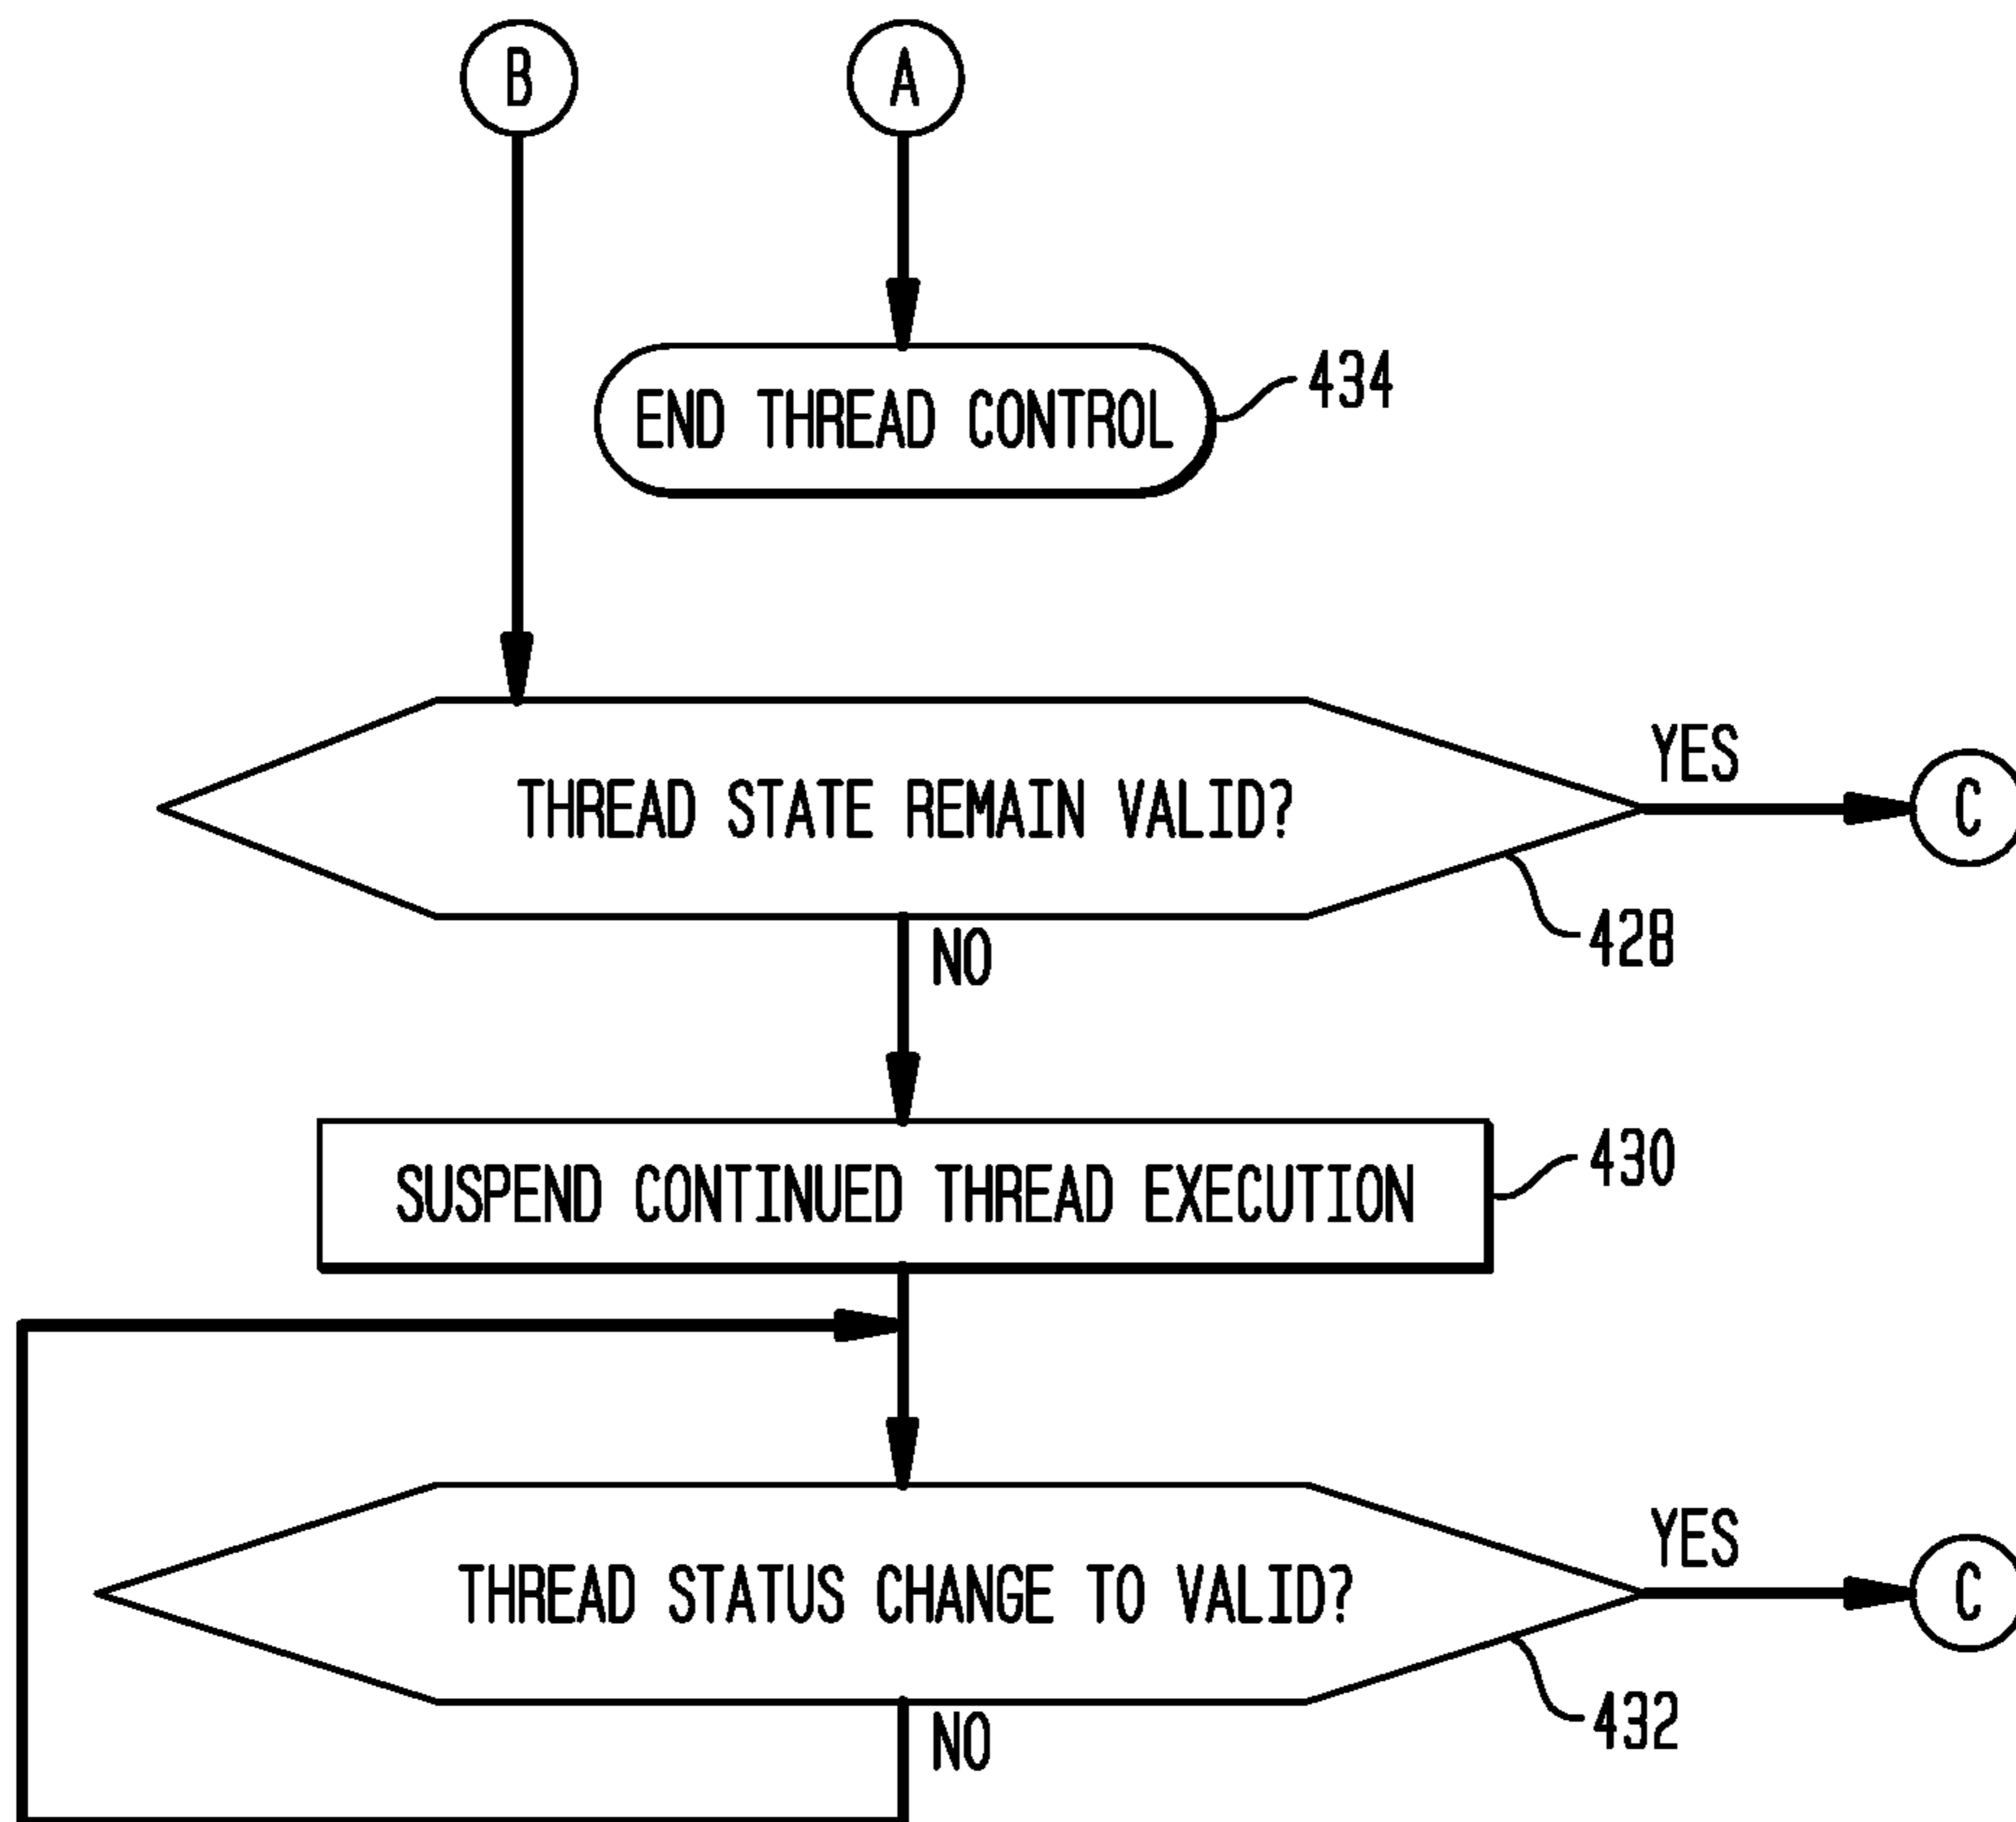 B
A
END THREAD CONTROL
434
THREAD STATE REMAIN VALID?
YES
C
428
NO
SUSPEND CONTINUED THREAD EXECUTION
430
THREAD STATUS CHANGE TO VALID?
YES
C
432
NO